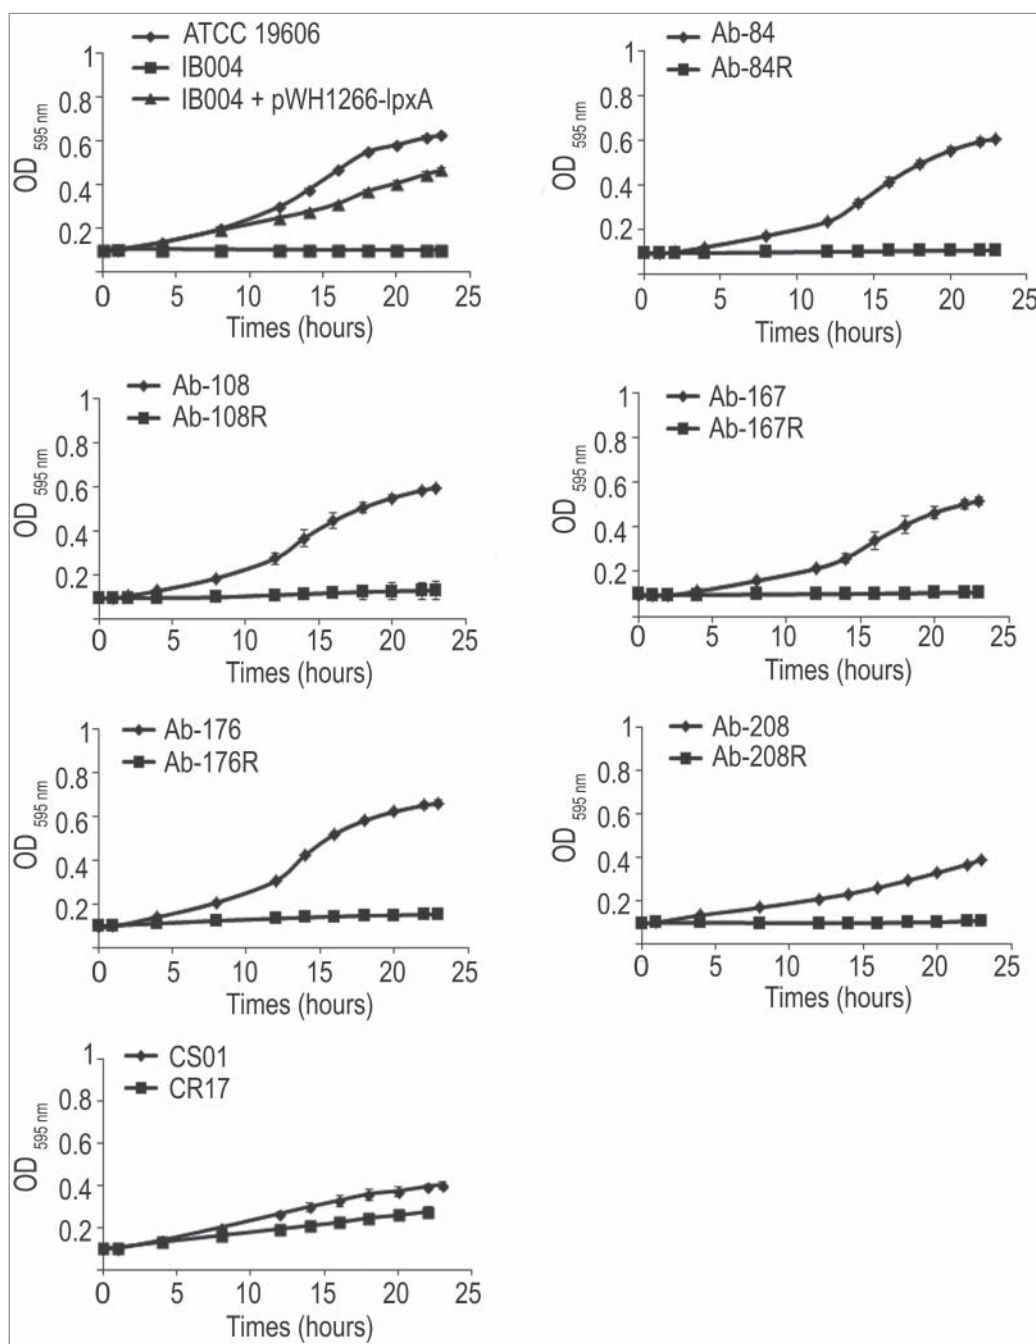 ATCC 19606
IB004
IB004 + pWH1266-lpxA
OD 595 nm
1
0.8
0.6
0.4
0.2
0 5 10 15 20 25
Times (hours)
Ab-84
Ab-84R
OD 595 nm
1
0.8
0.6
0.4
0.2
0 5 10 15 20 25
Times (hours)
Ab-108
Ab-108R
OD 595 nm
1
0.8
0.6
0.4
0.2
0 5 10 15 20 25
Times (hours)
Ab-167
Ab-167R
OD 595 nm
1
0.8
0.6
0.4
0.2
0 5 10 15 20 25
Times (hours)
Ab-176
Ab-176R
OD 595 nm
1
0.8
0.6
0.4
0.2
0 5 10 15 20 25
Times (hours)
Ab-208
Ab-208R
OD 595 nm
1
0.8
0.6
0.4
0.2
0 5 10 15 20 25
Times (hours)
CS01
CR17
OD 595 nm
1
0.8
0.6
0.4
0.2
0 5 10 15 20 25
Times (hours)